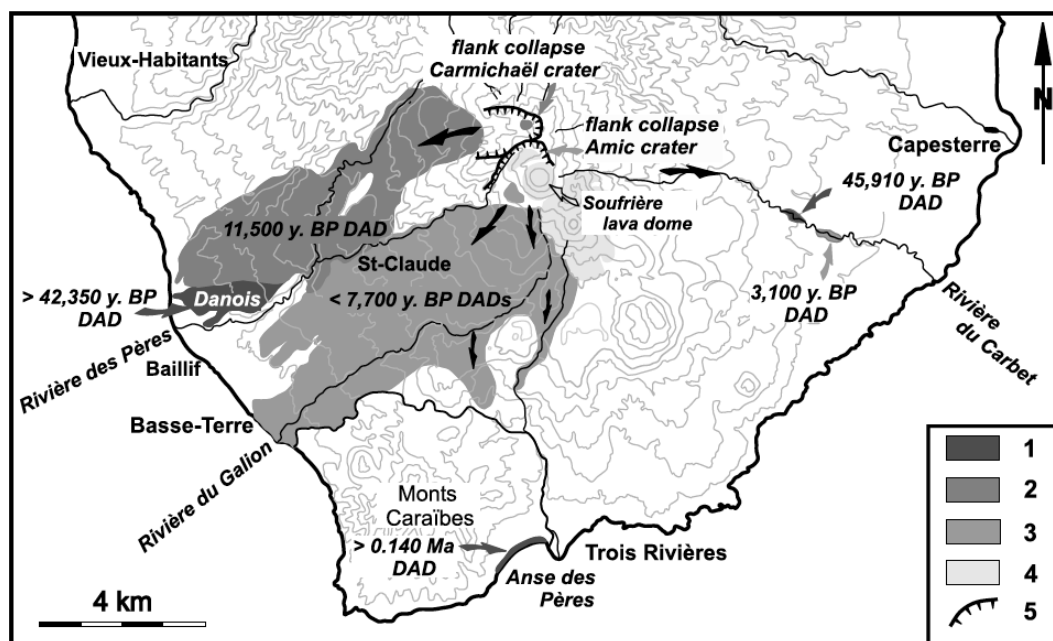 flank collapse
Carmichaël crater
Vieux-Habitants
N
flank collapse
Amic crater
Capesterre
45,910 y. BP
DAD
Soufrière
lava dome
11,500 y. BP DAD
St-Claude
> 42,350 y. BP
DAD
Danois
< 7,700 y. BP DADs
3,100 y. BP
DAD
Rivière des Pères
Baillif
Rivière
du Carbet
Basse-Terre
Rivière du Galion
Monts
Caraïbes
> 0.140 Ma
DAD
Trois Rivières
Anse des
Pères
4 km
1
2
3
4
5